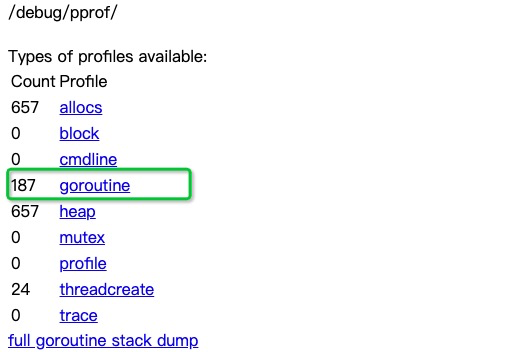 /debug/pprof/
Types of profiles available:
Count Profile
657 allocs
0 block
0 cmdline
187 goroutine
657 heap
0 mutex
0 profile
24 threadcreate
0 trace
full goroutine stack dump